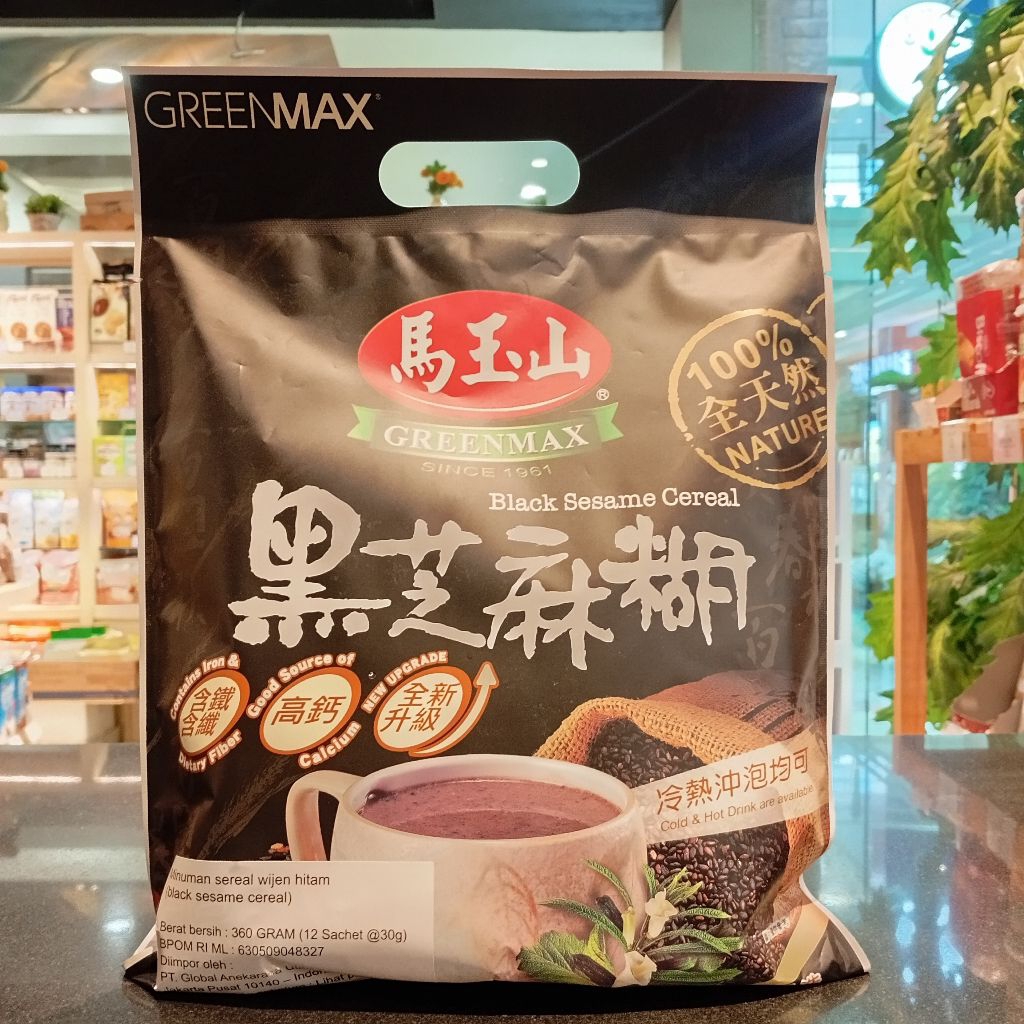 GREENMAX®
馬玉山®
GREENMAX
SINCE 1961
100%
全天然
NATURE
Black Sesame Cereal
黑芝麻糊
Contains Iron &
含鐵
含纖
Dietary Fiber
Good Source of
高鈣
Calcium
NEW UPGRADE
全新
升級
冷熱沖泡均可
Cold & Hot Drink are available
Minuman sereal wijen hitam
(black sesame cereal)
Berat bersih : 360 GRAM (12 Sachet @30g)
BPOM RI ML : 630509048327
Diimpor oleh :
PT. Global
Jakarta Pusat 10140 –